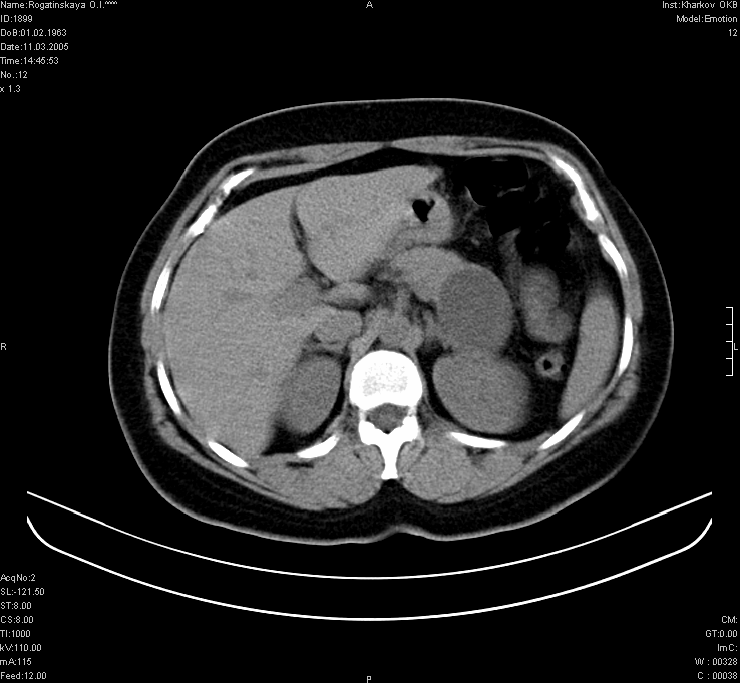 Name:Rogatinskaya O.I.°°°°
ID:1899
DoB:01.02.1963
Date:11.03.2005
Time:14:45:53
No.:12
x 1.3
A
Inst:Kharkov OKB
Model:Emotion
12
R
L
AcqNo:2
SL:-121.50
ST:8.00
CS:8.00
TI:1000
kV:110.00
mA:115
Feed:12.00
P
CM:
GT:0.00
ImC:
W : 00328
C : 00038